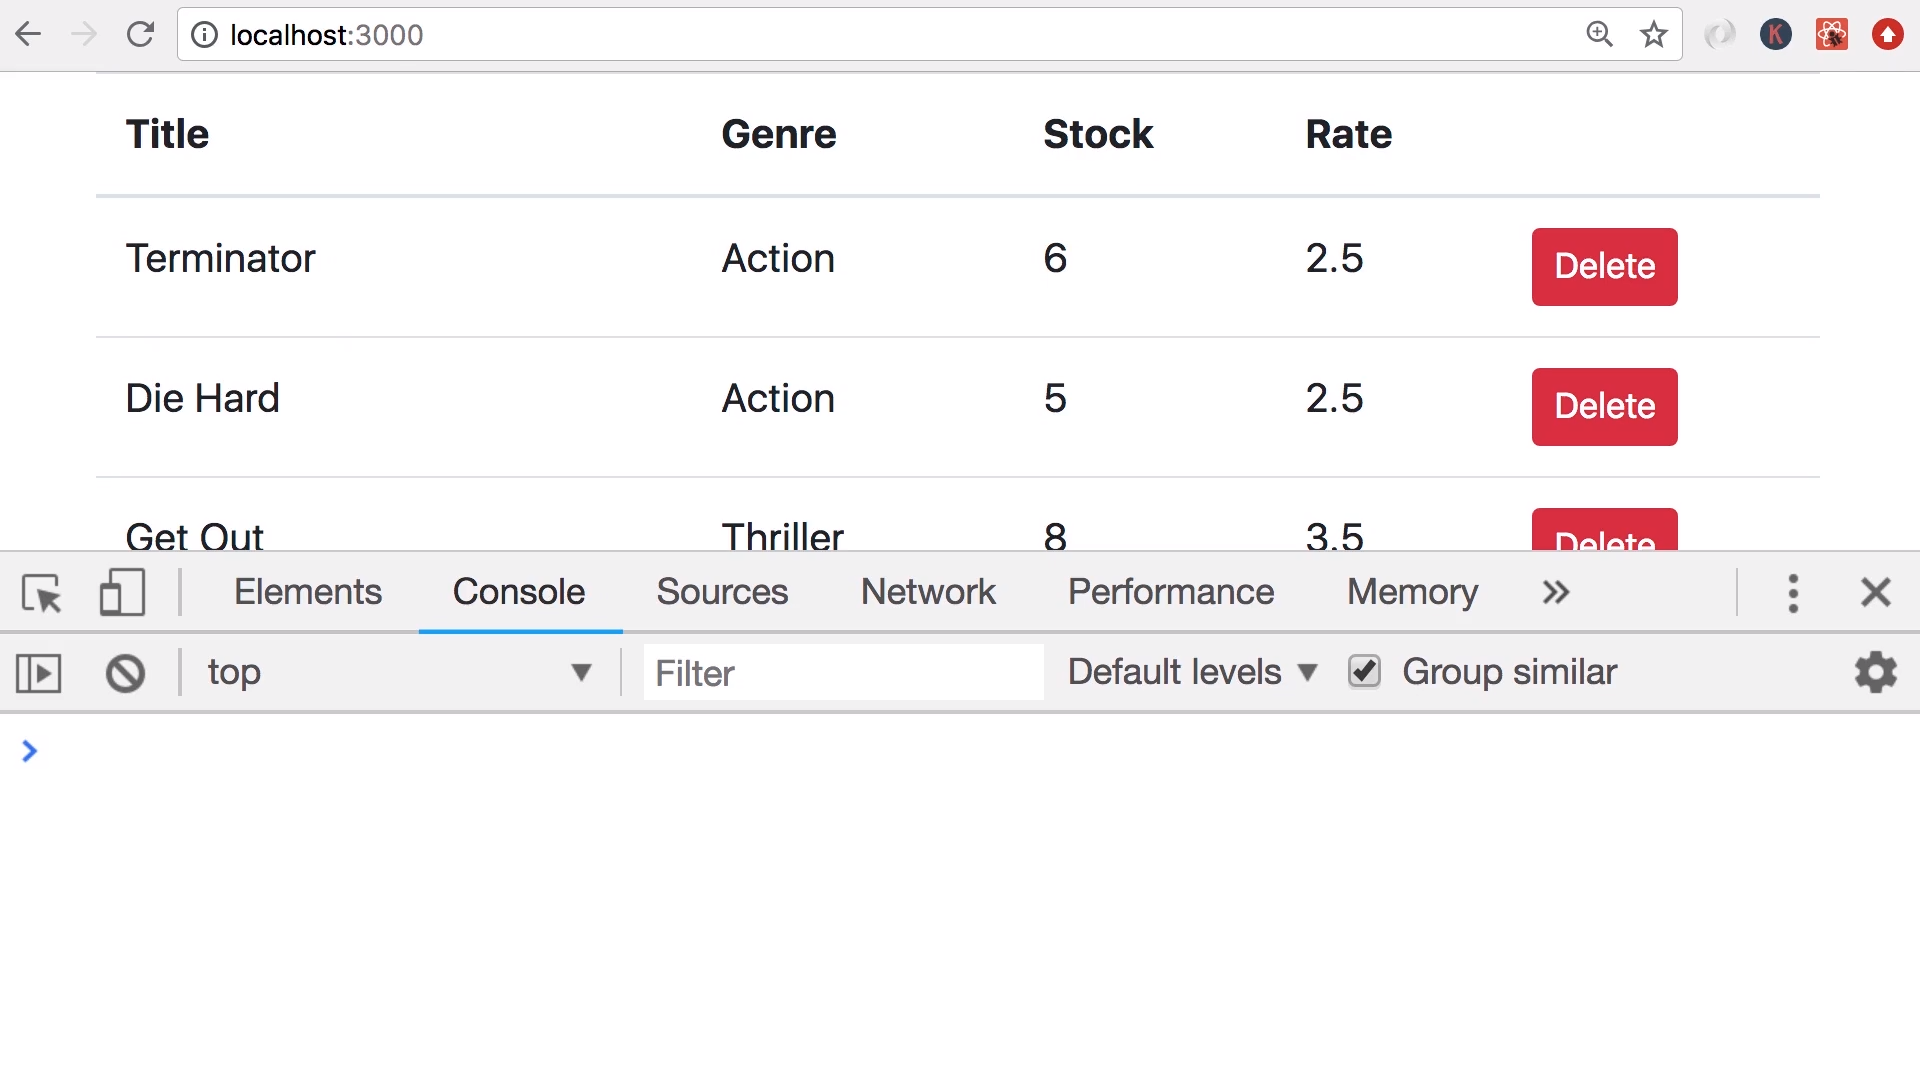 localhost:3000
K
Title Genre Stock Rate
Terminator Action 6 2.5 Delete
Die Hard Action 5 2.5 Delete
Get Out Thriller 8 3.5 Delete
Elements Console Sources Network Performance Memory
top Filter Default levels Group similar